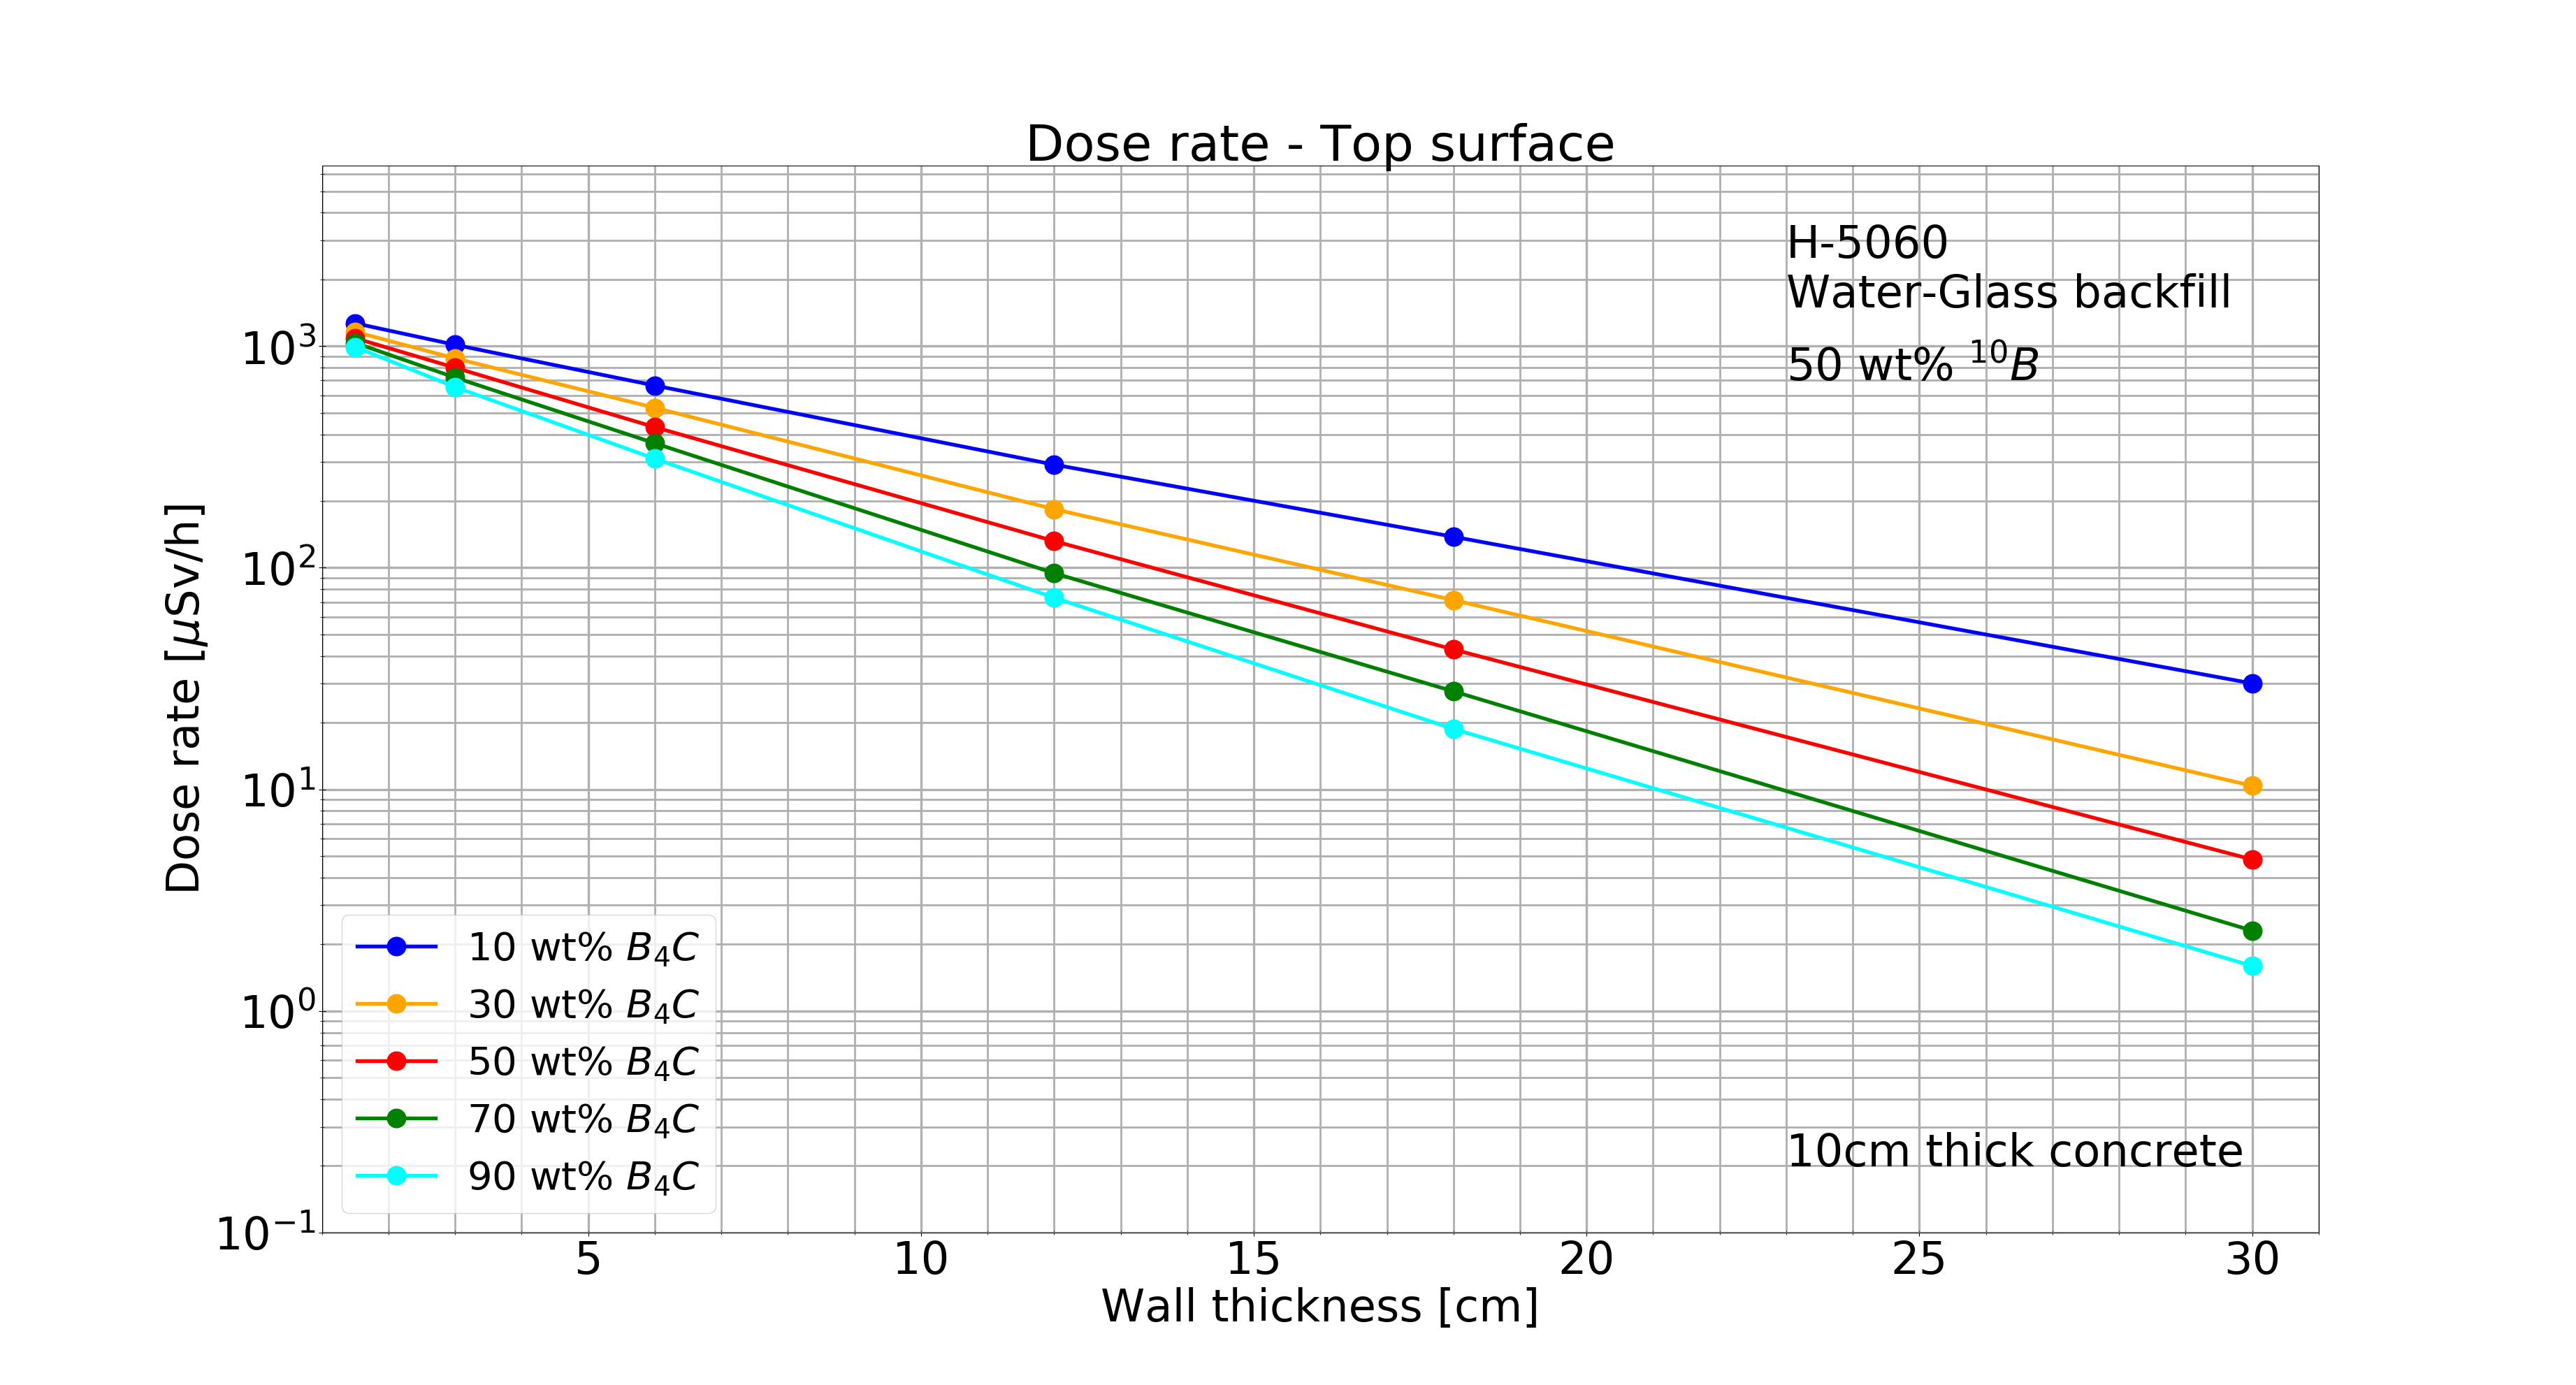 Dose rate - Top surface
H-5060
Water-Glass backfill
50 wt% ¹⁰B
Dose rate [μSv/h]
10³
10²
10¹
10⁰
10⁻¹
10 wt% B₄C
30 wt% B₄C
50 wt% B₄C
70 wt% B₄C
90 wt% B₄C
10cm thick concrete
5 10 15 20 25 30
Wall thickness [cm]